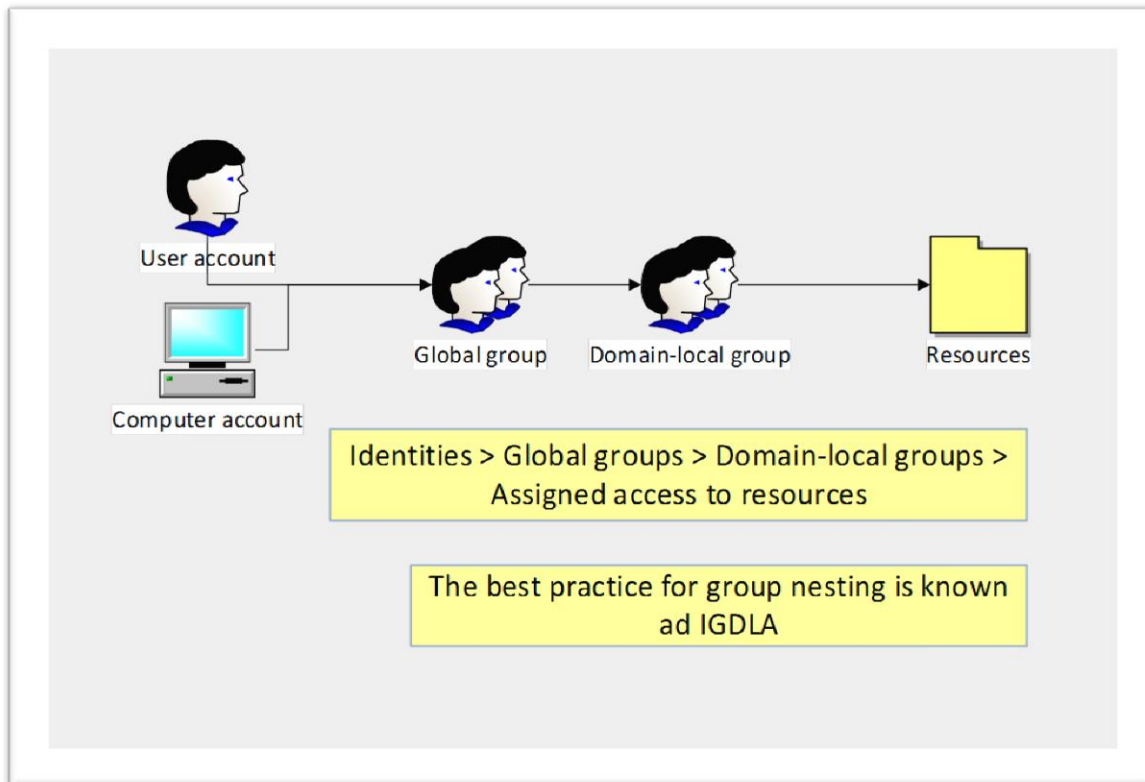 User account
Computer account
Global group
Domain-local group
Resources
Identities > Global groups > Domain-local groups >
Assigned access to resources
The best practice for group nesting is known
ad IGDLA